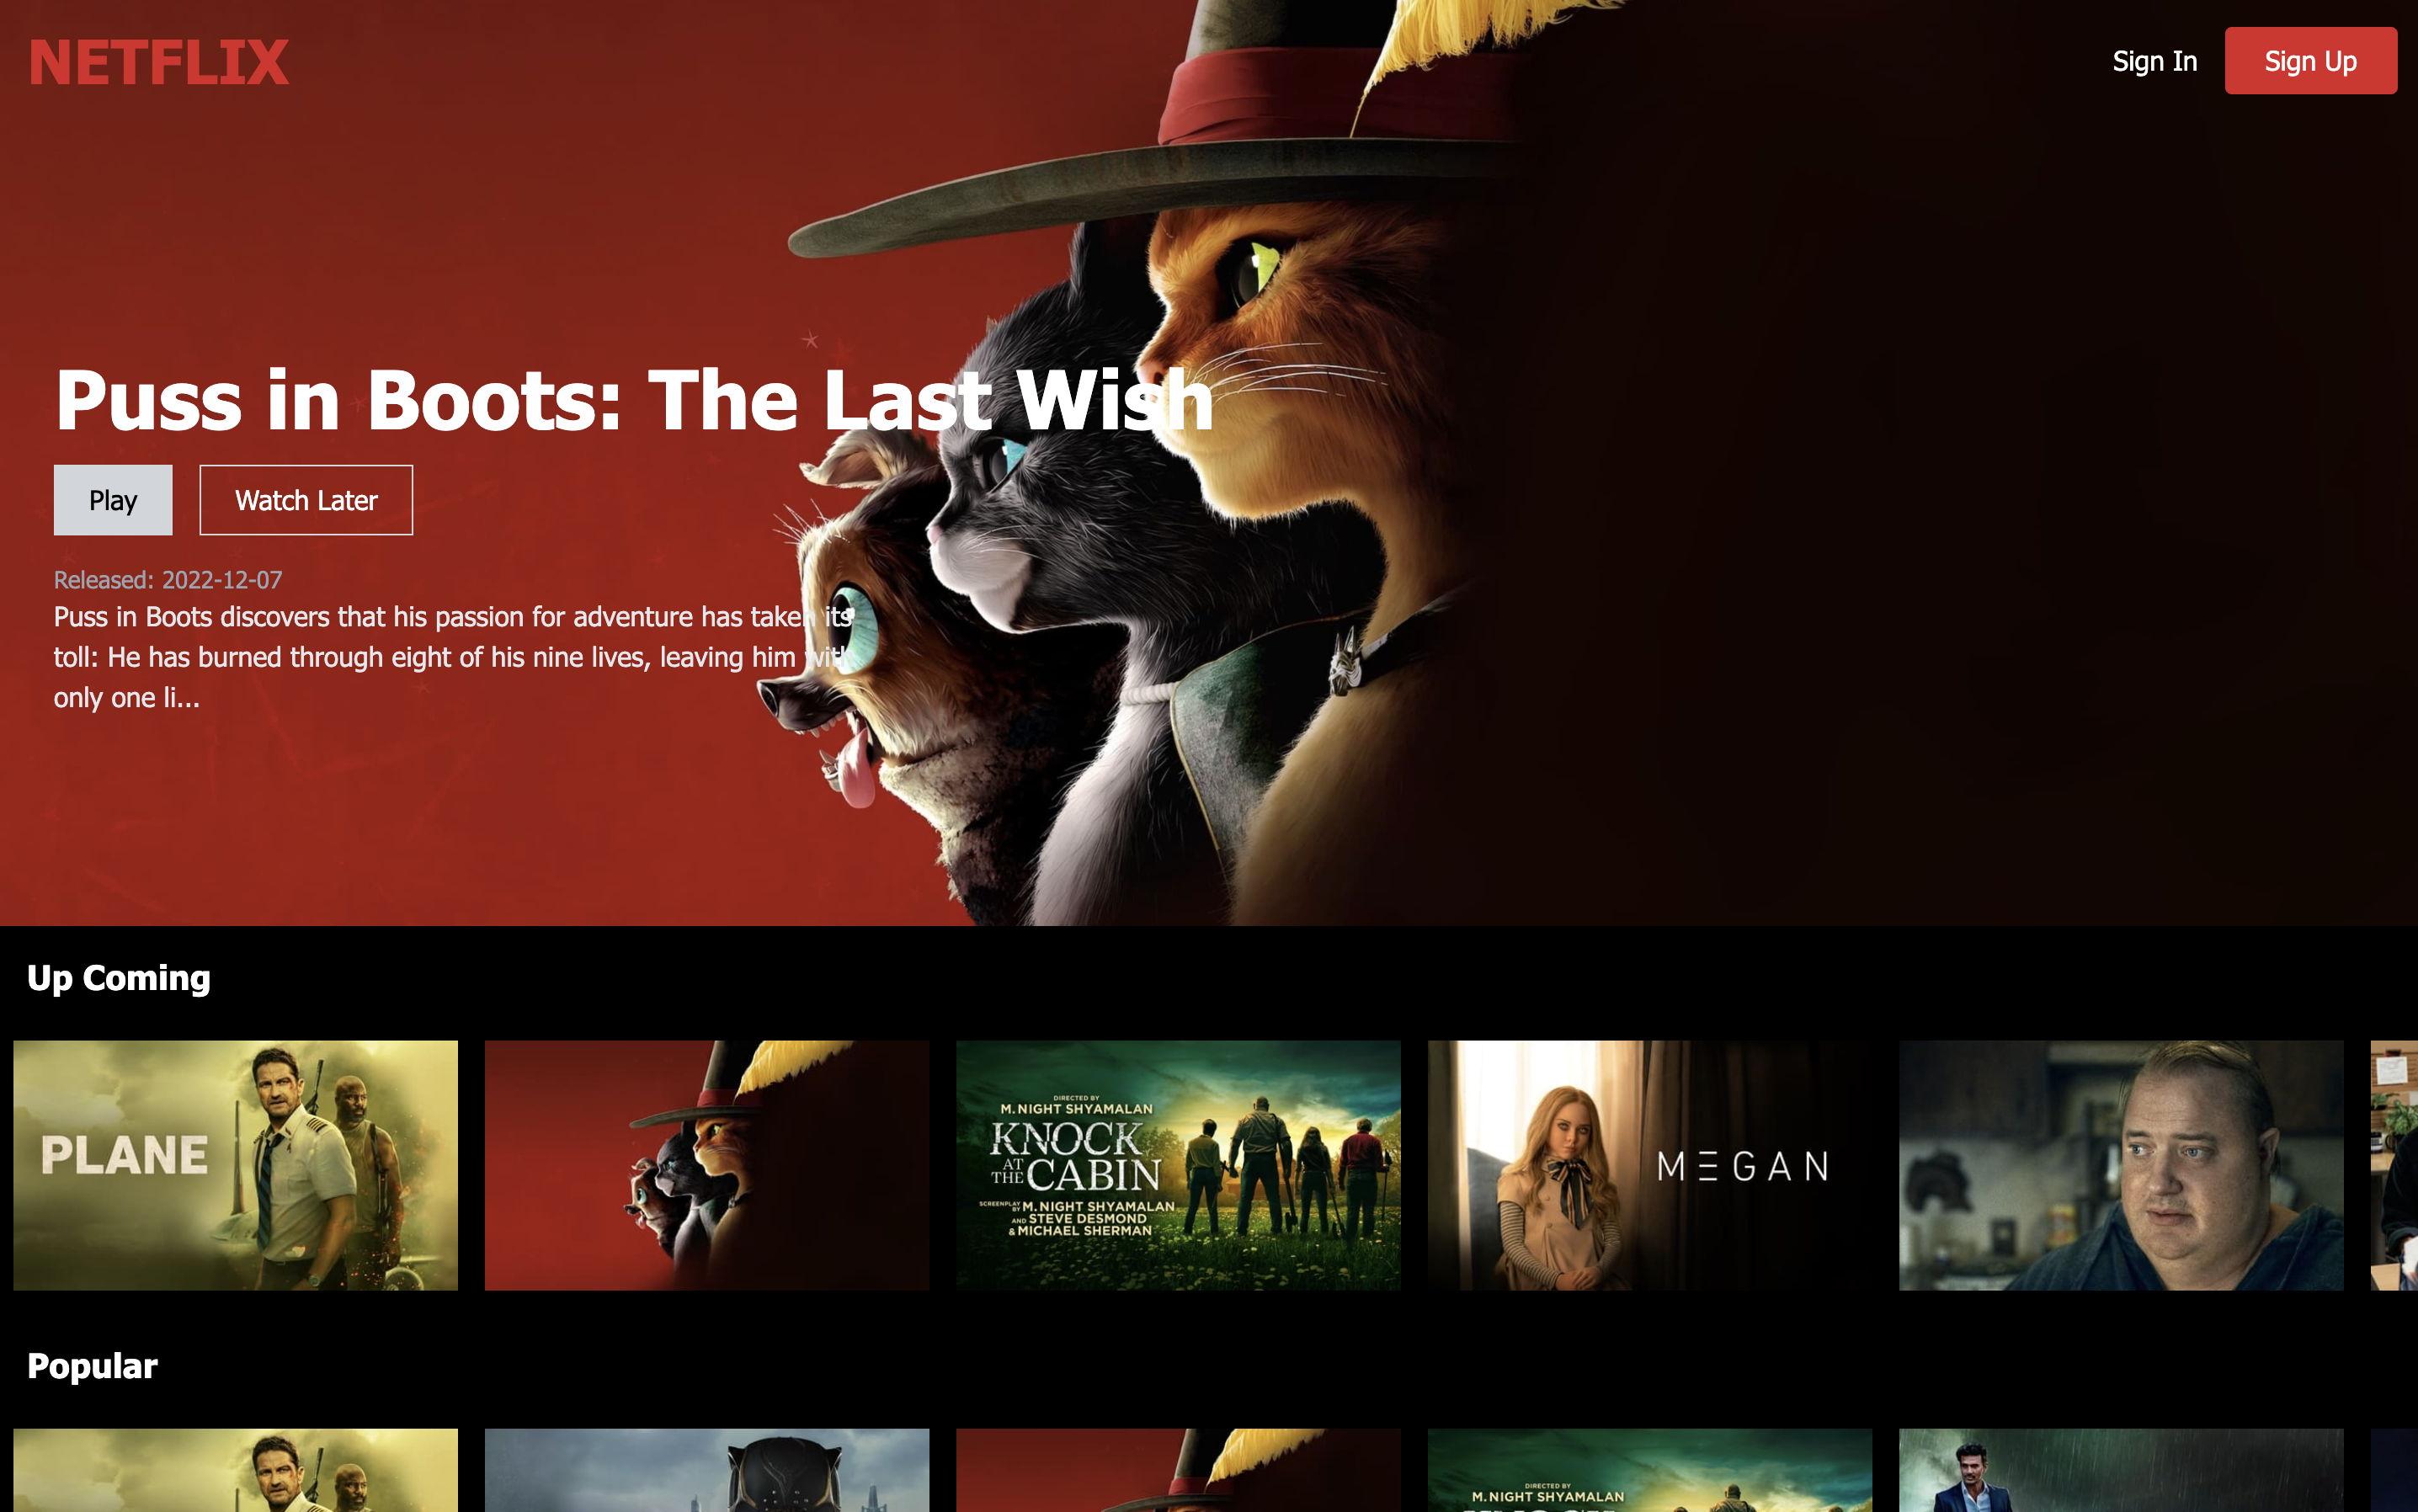 NETFLIX
Sign In
Sign Up
Puss in Boots: The Last Wish
Play
Watch Later
Released: 2022-12-07
Puss in Boots discovers that his passion for adventure has taken its
toll: He has burned through eight of his nine lives, leaving him with
only one li...
Up Coming
PLANE
DIRECTED BY
M. NIGHT SHYAMALAN
KNOCK
AT
THE CABIN
SCREENPLAY BY M. NIGHT SHYAMALAN
AND STEVE DESMOND
& MICHAEL SHERMAN
MΞGAN
Popular
DIRECTED BY
M. NIGHT SHYAMALAN